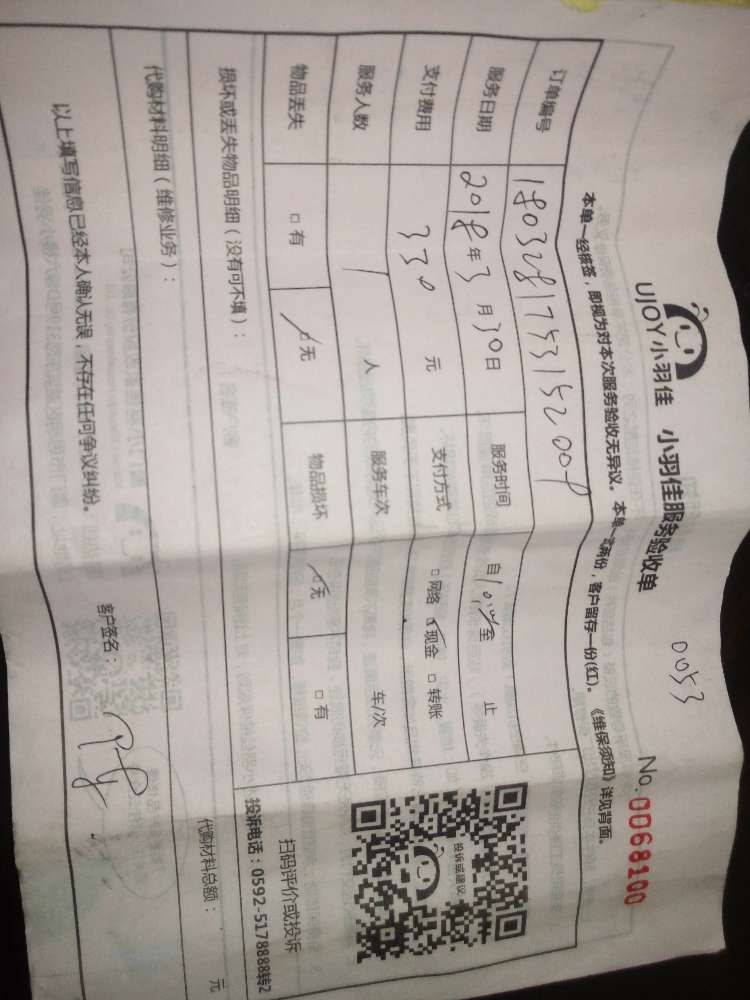 UJOY小羽佳 小羽佳服务验收单
0053
No.0068100
本单一经核签，即视为对本次服务验收无异议。本单一式两份，客户留存一份(红)。《维保须知》详见背面。
订单编号
服务日期 2018年3月30日 服务时间 自 至 止
支付费用 330 元 支付方式 □网络 □现金 □转账
服务人数 1 人 服务车次 车/次
物品丢失 □有 □无 物品损坏 □无 □有
投诉或建议
扫码评价或投诉
投诉电话：0592-5178888转2
损坏或丢失物品明细（没有可不填）：
代购材料明细（维修业务）： 代购材料总额： 元
以上填写信息已经本人确认无误，不存在任何争议纠纷。 客户签名：